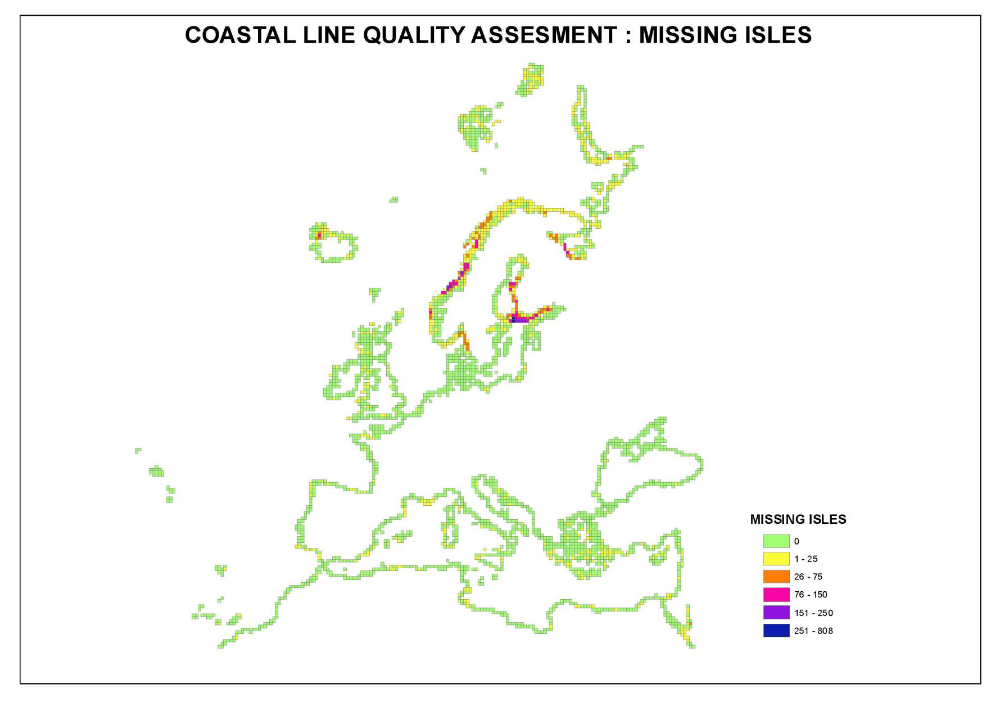 COASTAL LINE QUALITY ASSESMENT : MISSING ISLES
MISSING ISLES
0
1 - 25
26 - 75
76 - 150
151 - 250
251 - 808